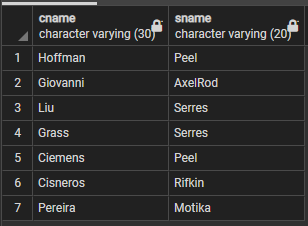 cname sname
character varying (30) character varying (20)
1 Hoffman Peel
2 Giovanni AxelRod
3 Liu Serres
4 Grass Serres
5 Ciemens Peel
6 Cisneros Rifkin
7 Pereira Motika